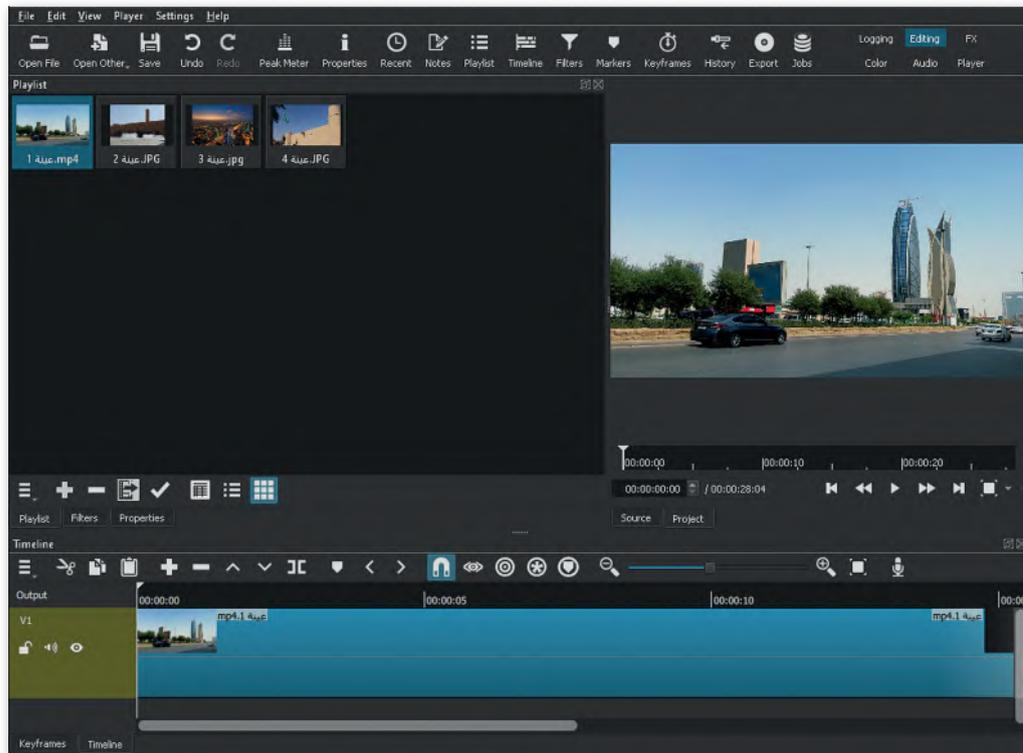 File Edit View Player Settings Help
Open File Open Other... Save Undo Redo Peak Meter Properties Recent Notes Playlist Timeline Filters Markers Keyframes History Export Jobs
Logging Editing FX
Color Audio Player
Playlist
عينة 1.mp4
عينة 2.JPG
عينة 3.jpg
عينة 4.JPG
00:00:00 00:00:10 00:00:20
00:00:00:00 / 00:00:28:04
Playlist Filters Properties
Source Project
Timeline
Output
00:00:00 00:00:05 00:00:10
V1
عينة 1.mp4
عينة 1.mp4
Keyframes Timeline